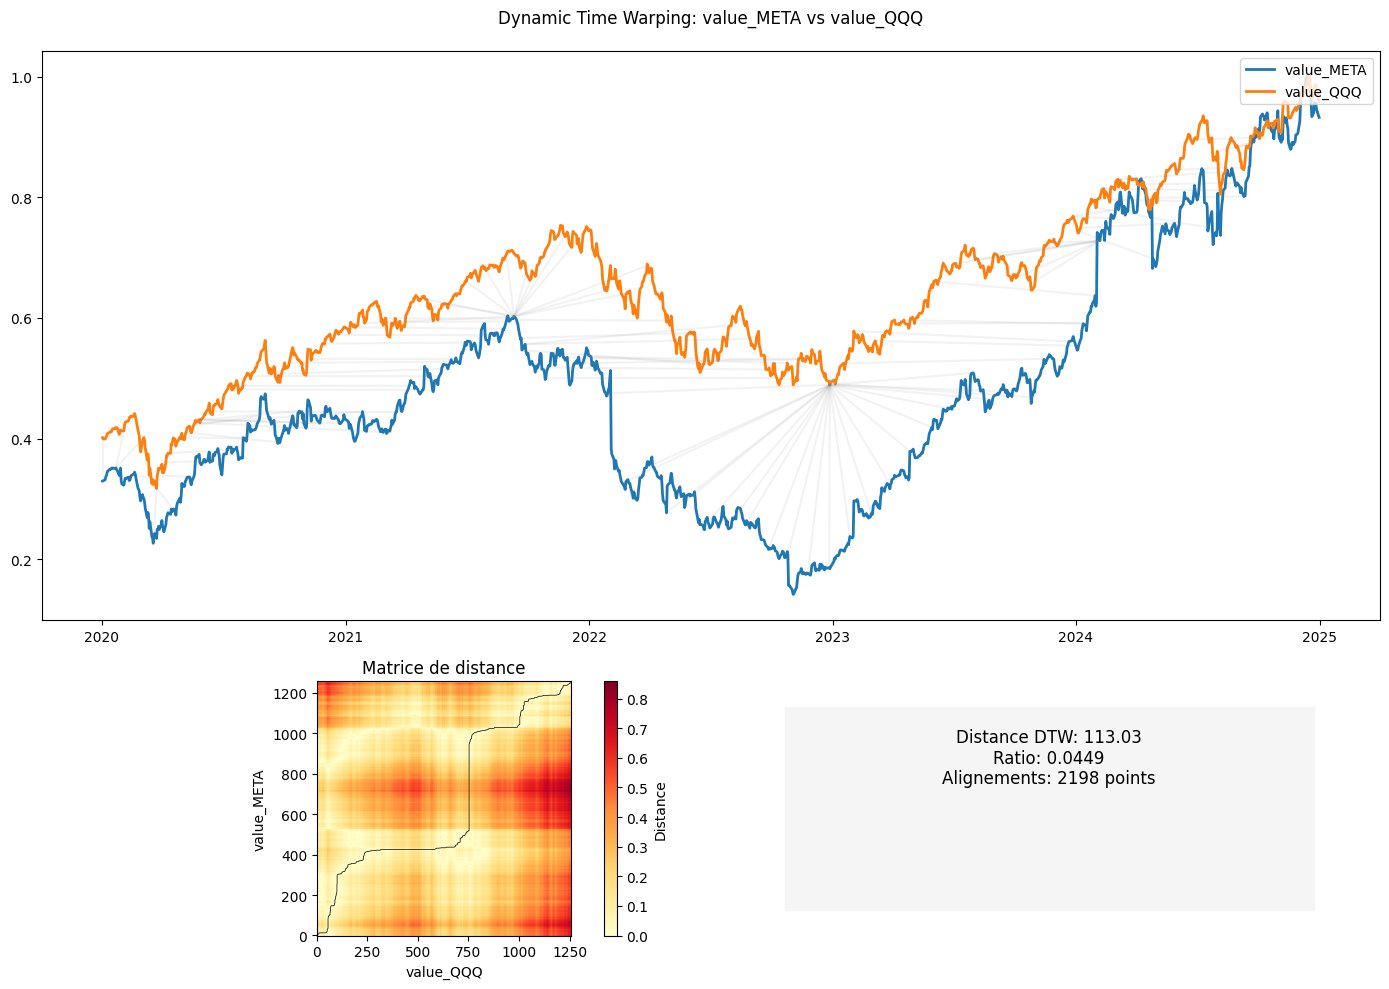 Dynamic Time Warping: value_META vs value_QQQ
value_META
value_QQQ
1.0
0.8
0.6
0.4
0.2
2020 2021 2022 2023 2024 2025
Matrice de distance
value_META
1200
1000
800
600
400
200
0
0 250 500 750 1000 1250
value_QQQ
0.8
0.7
0.6
0.5
0.4
0.3
0.2
0.1
0.0
Distance
Distance DTW: 113.03
Ratio: 0.0449
Alignements: 2198 points